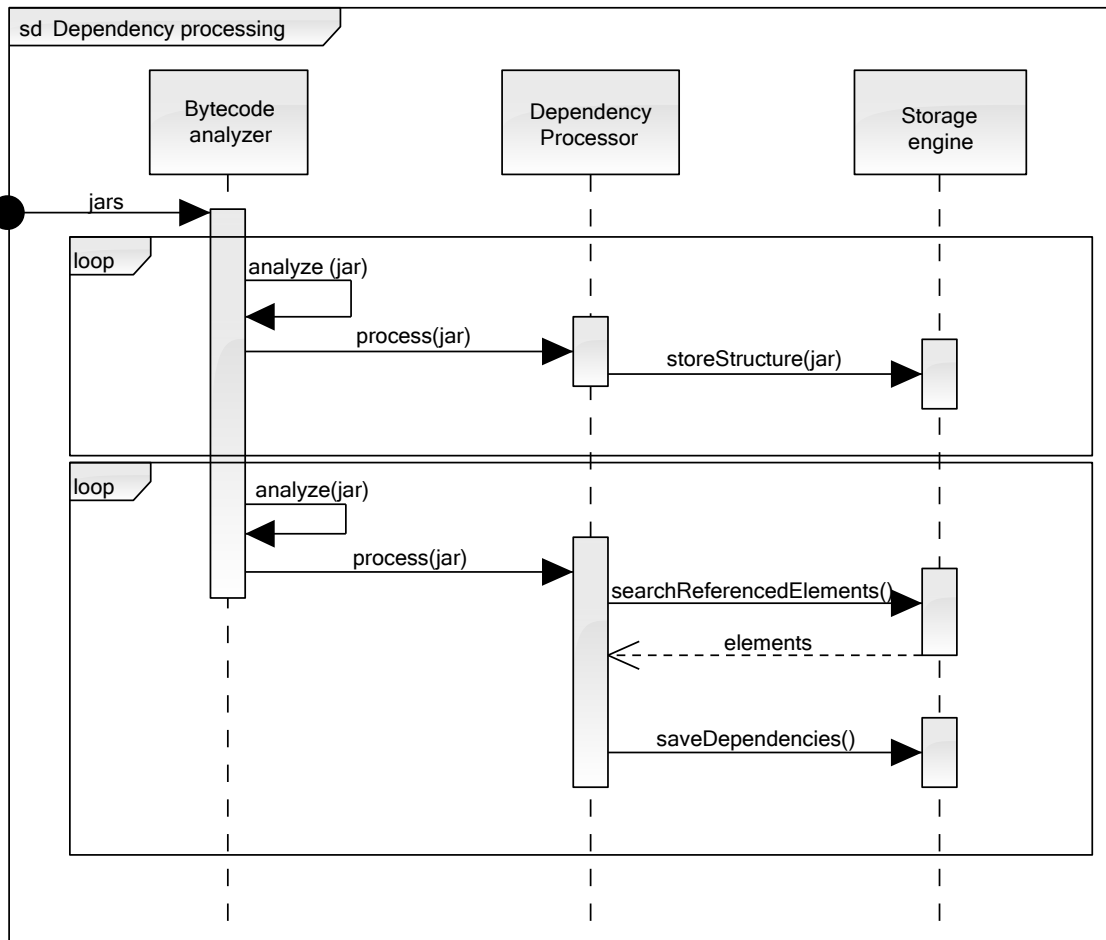 sd Dependency processing
Bytecode
analyzer
Dependency
Processor
Storage
engine
jars
loop
analyze (jar)
process(jar)
storeStructure(jar)
loop
analyze(jar)
process(jar)
searchReferencedElements()
elements
saveDependencies()